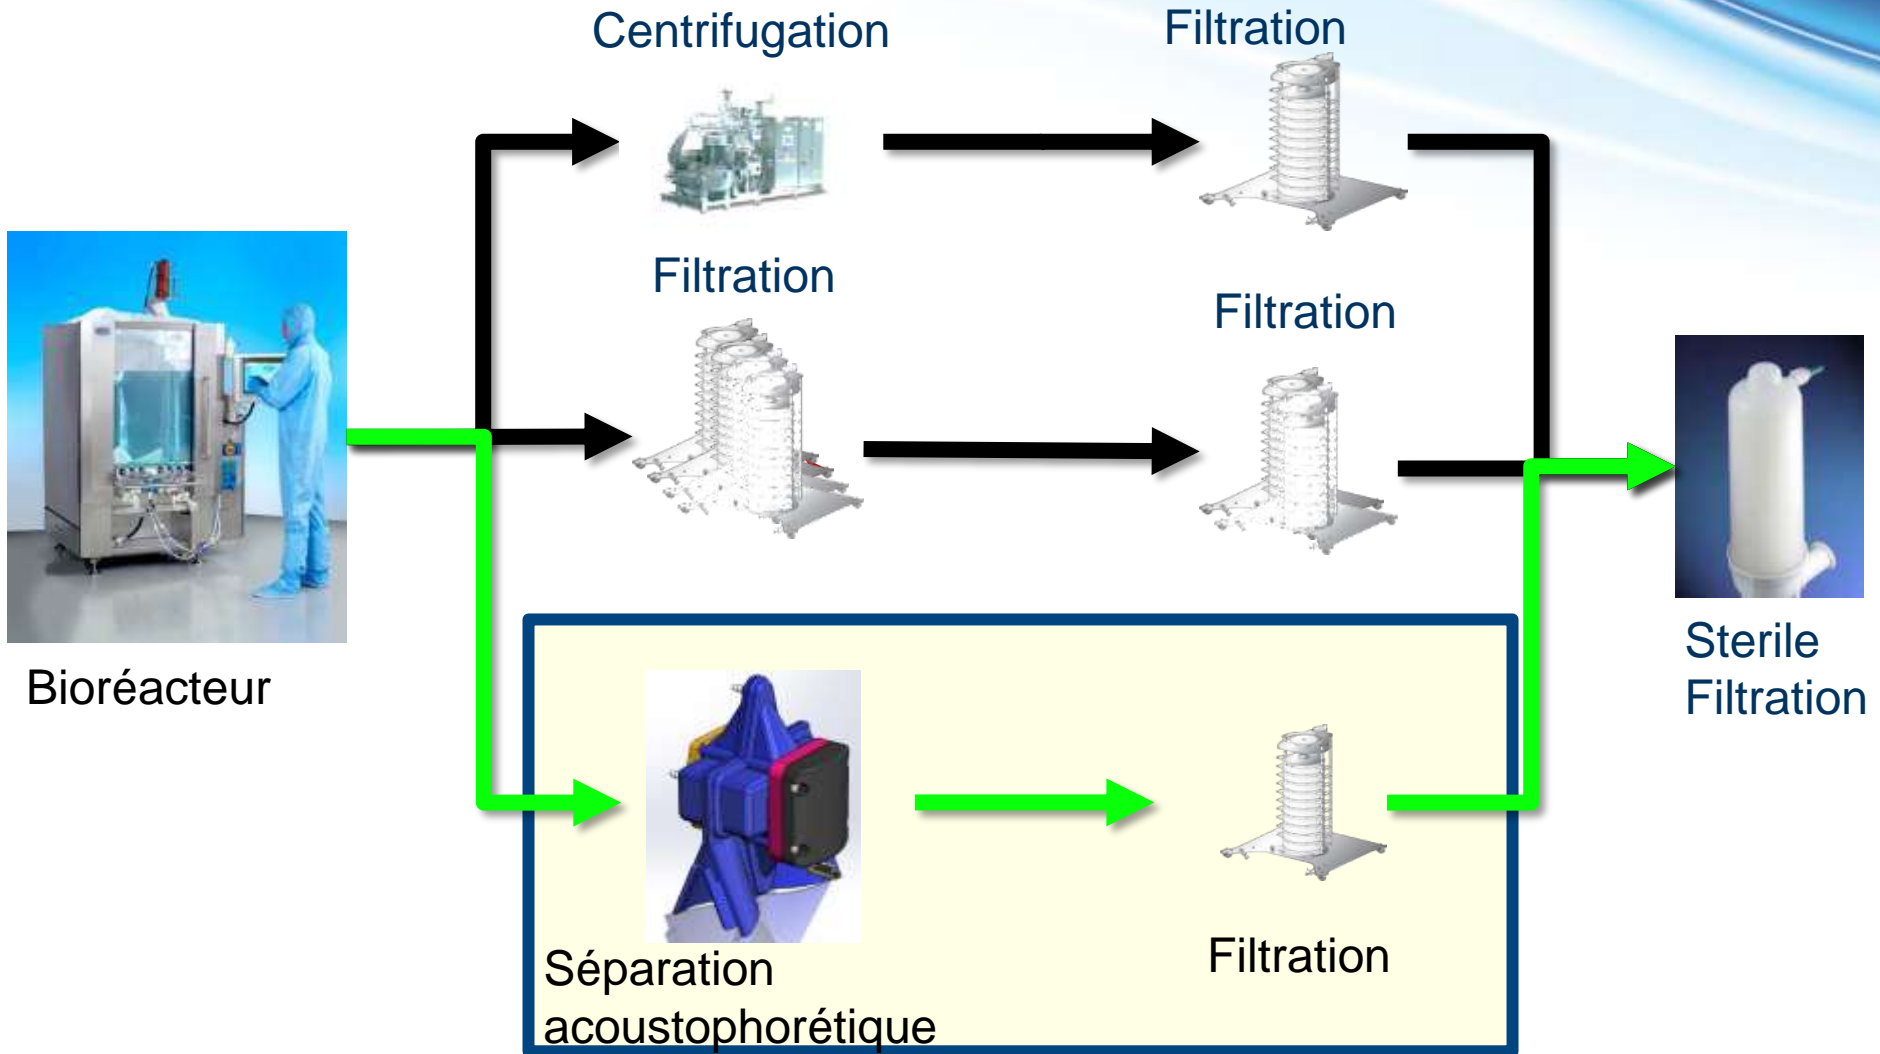 Centrifugation
Filtration
Filtration
Filtration
Bioréacteur
Sterile
Filtration
Séparation
acoustophorétique
Filtration